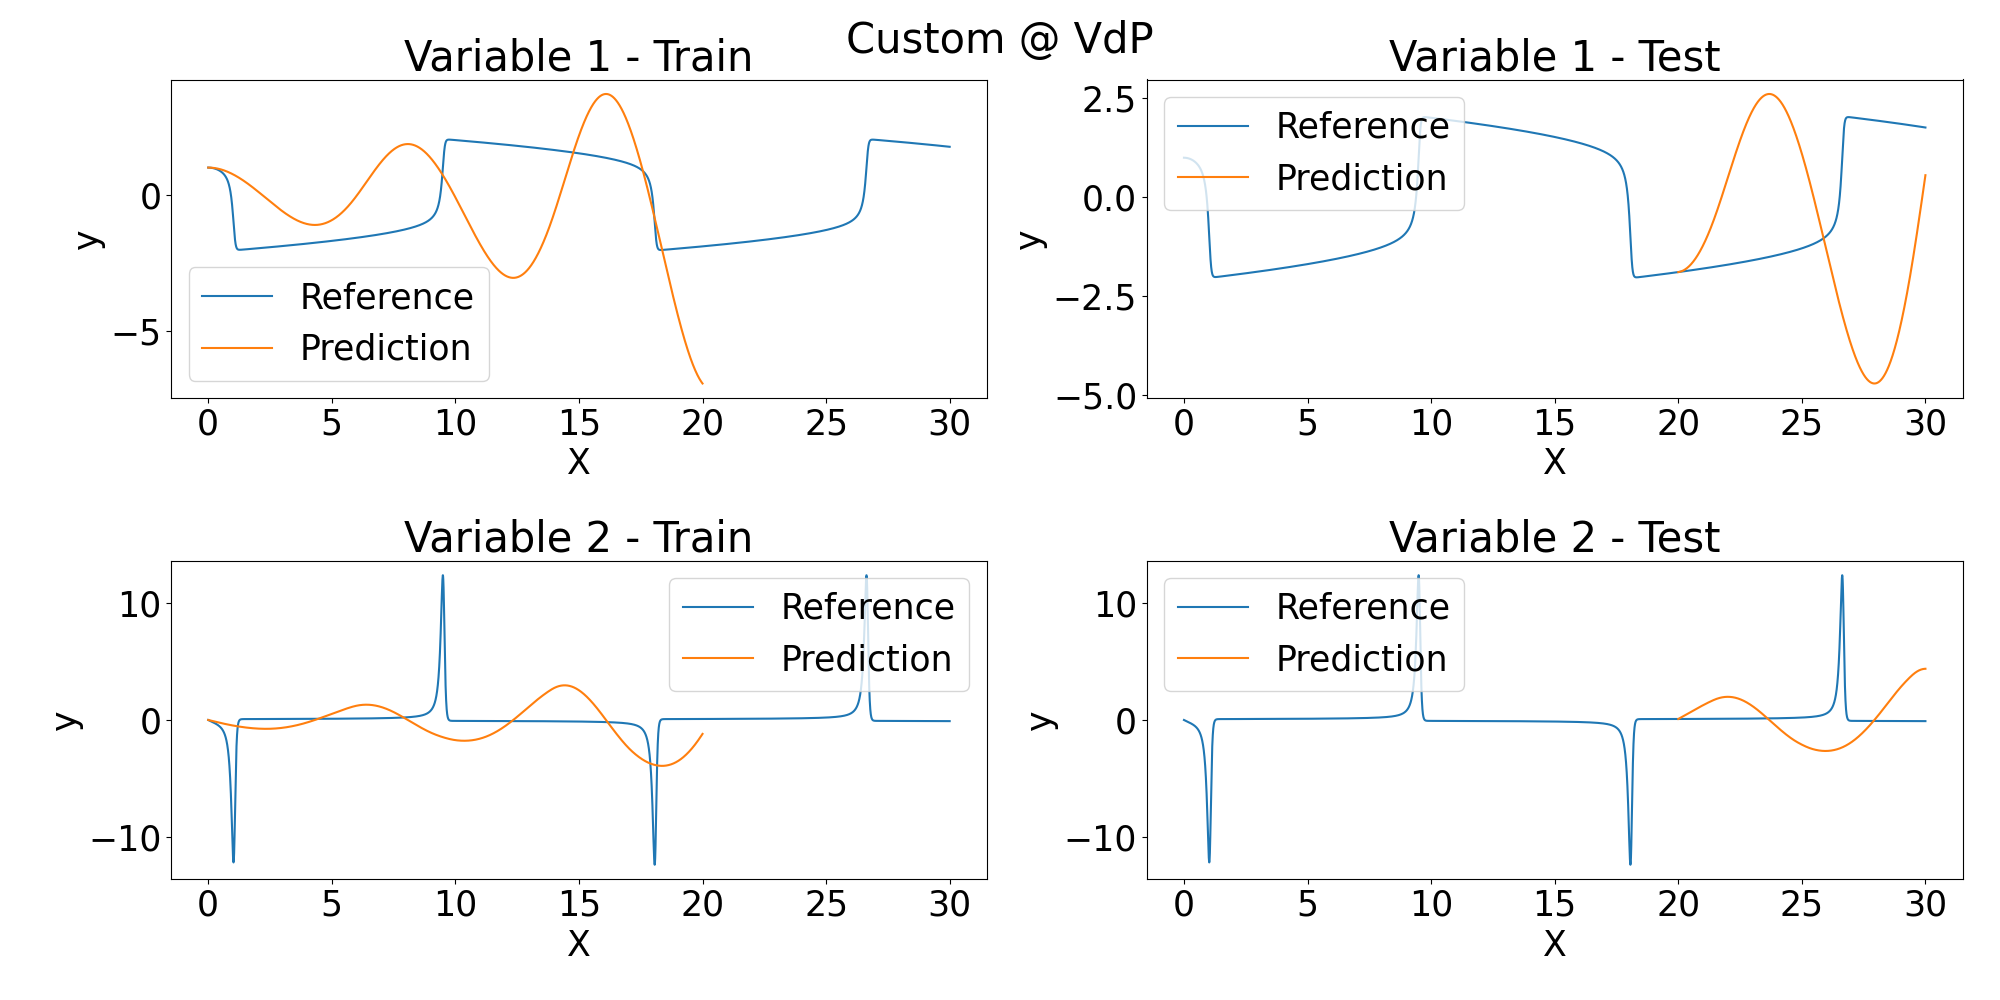 Custom @ VdP
Variable 1 - Train
0
−5
y
Reference
Prediction
0 5 10 15 20 25 30
X
Variable 1 - Test
2.5
0.0
−2.5
−5.0
y
Reference
Prediction
0 5 10 15 20 25 30
X
Variable 2 - Train
10
0
−10
y
Reference
Prediction
0 5 10 15 20 25 30
X
Variable 2 - Test
10
0
−10
y
Reference
Prediction
0 5 10 15 20 25 30
X